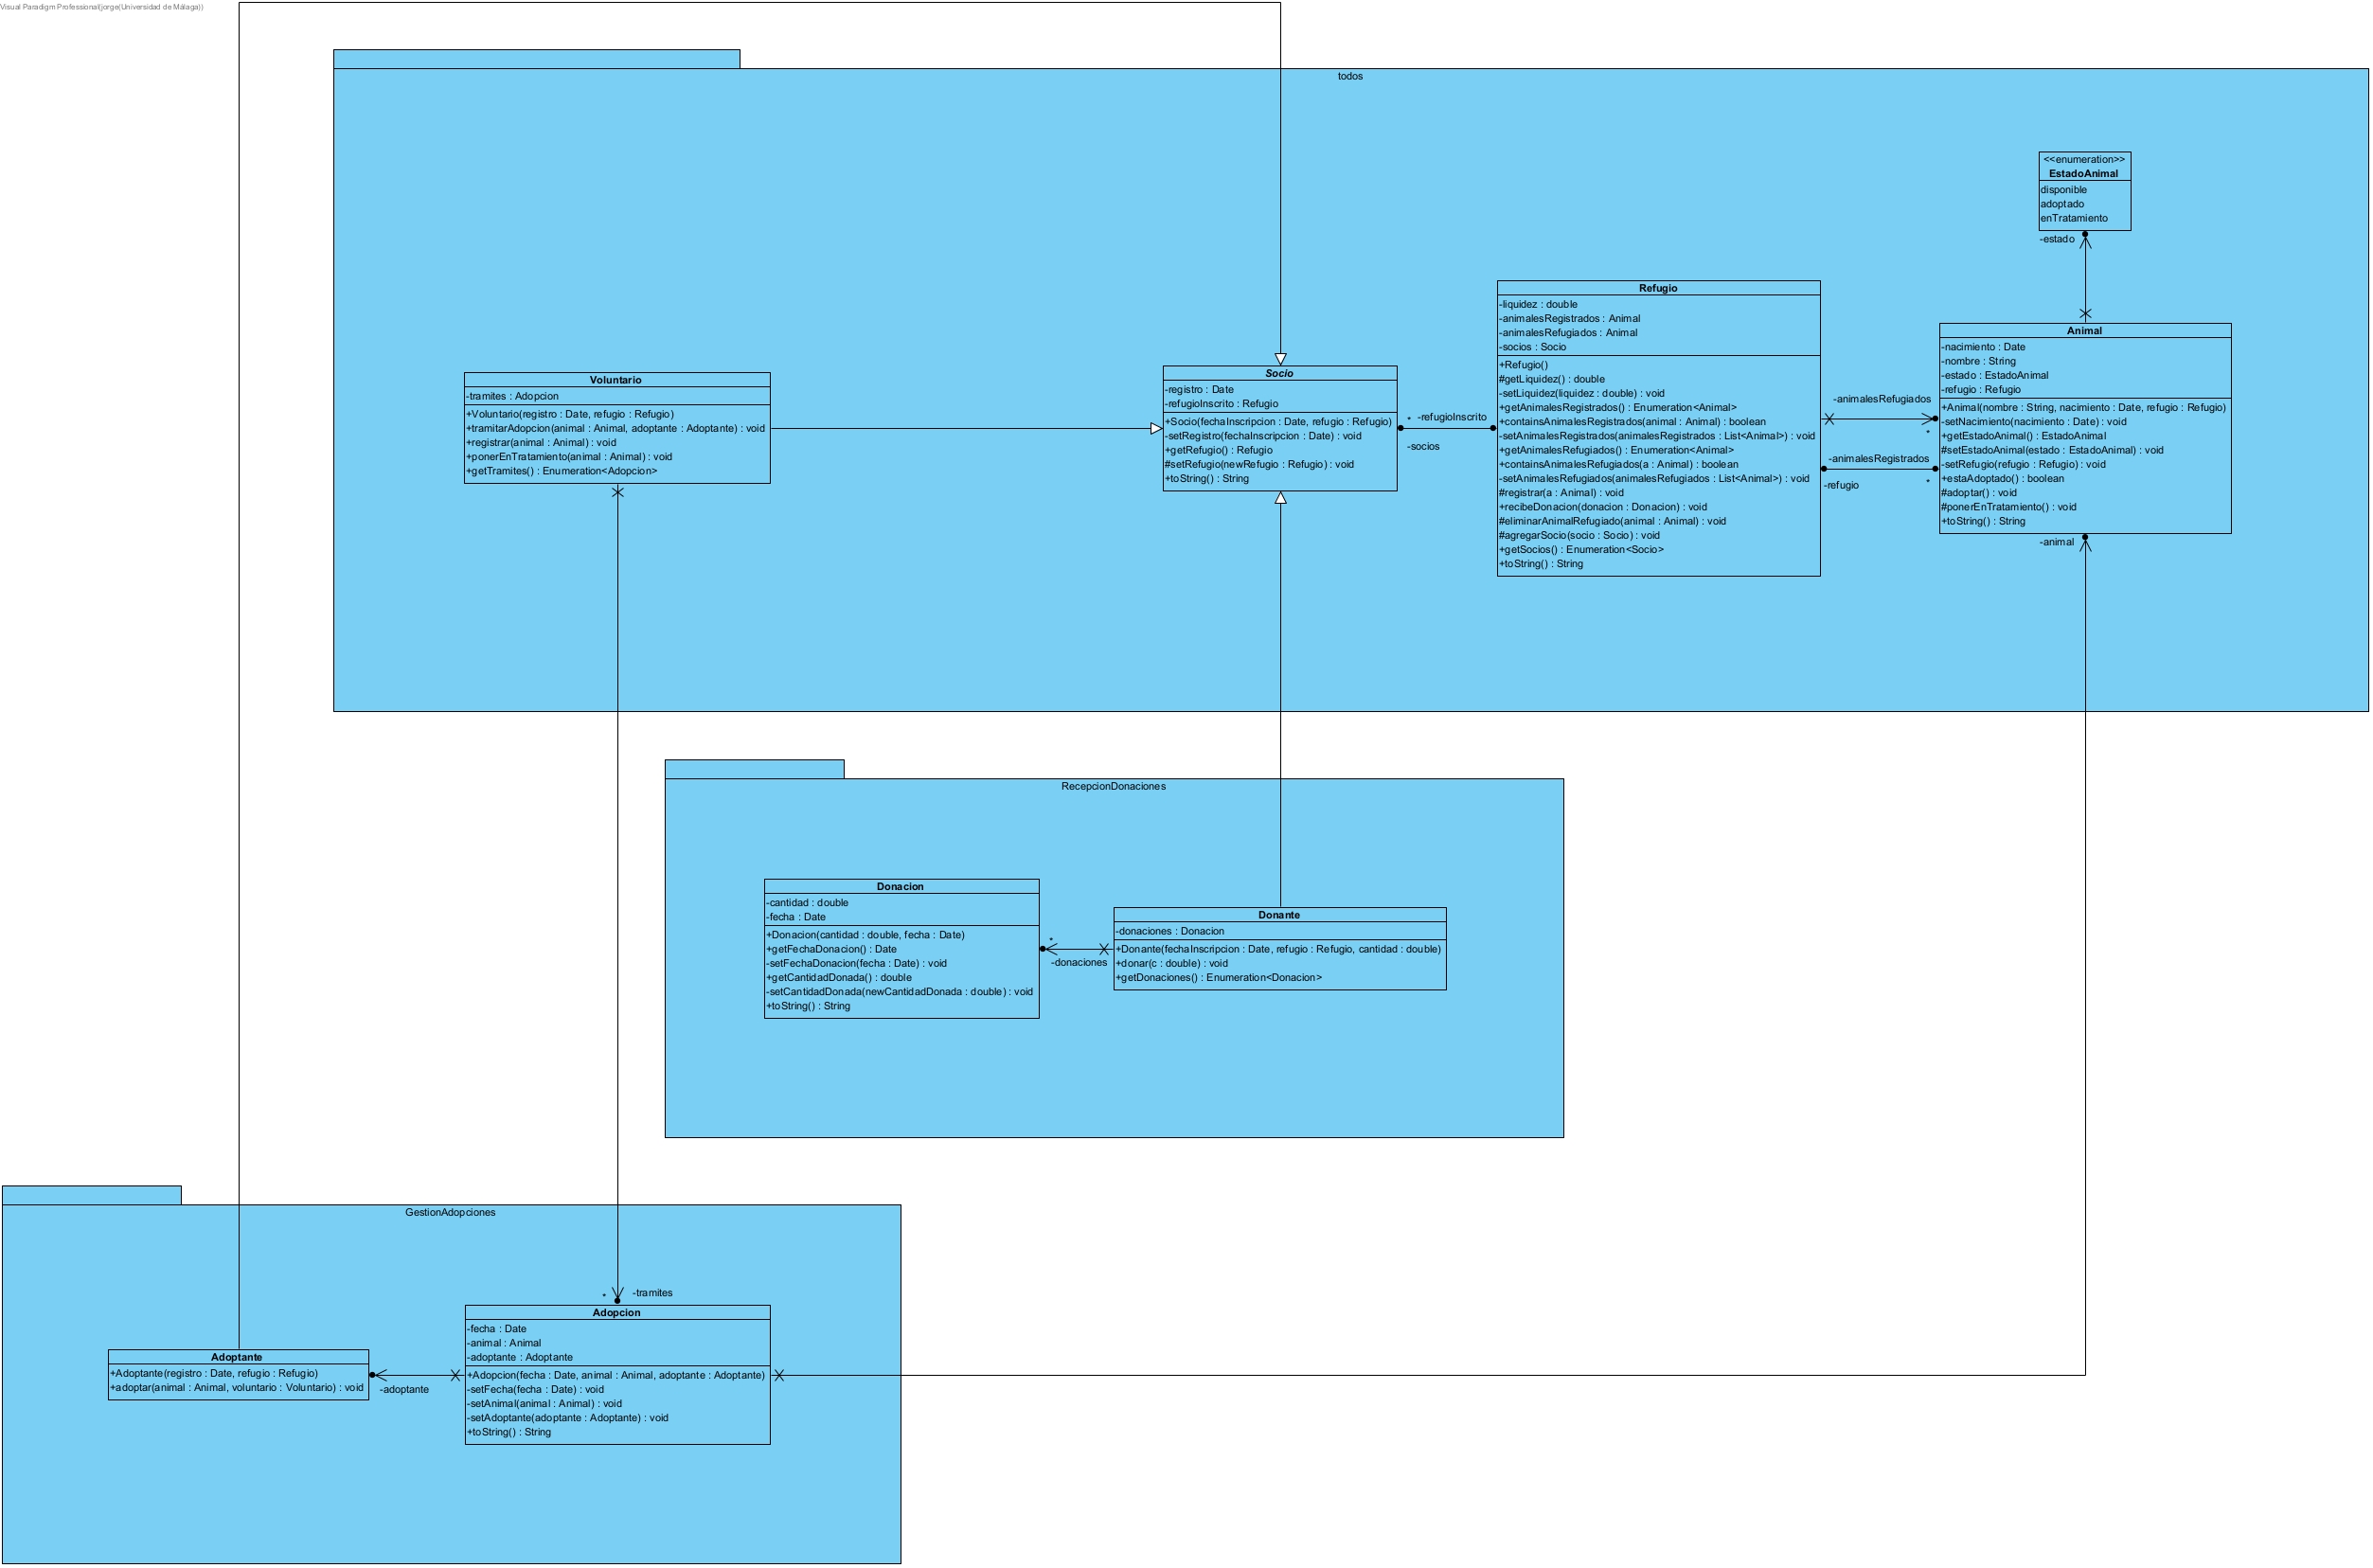 Visual Paradigm Professional(jorge(Universidad de Málaga))
todos
<<enumeration>>
EstadoAnimal
disponible
adoptado
enTratamiento
-estado
Refugio
-liquidez : double
-animalesRegistrados : Animal
-animalesRefugiados : Animal
-socios : Socio
+Refugio()
#getLiquidez() : double
-setLiquidez(liquidez : double) : void
+getAnimalesRegistrados() : Enumeration<Animal>
+containsAnimalesRegistrados(animal : Animal) : boolean
-setAnimalesRegistrados(animalesRegistrados : List<Animal>) : void
+getAnimalesRefugiados() : Enumeration<Animal>
+containsAnimalesRefugiados(a : Animal) : boolean
-setAnimalesRefugiados(animalesRefugiados : List<Animal>) : void
#registrar(a : Animal) : void
+recibeDonacion(donacion : Donacion) : void
#eliminarAnimalRefugiado(animal : Animal) : void
#agregarSocio(socio : Socio) : void
+getSocios() : Enumeration<Socio>
+toString() : String
Animal
-nacimiento : Date
-nombre : String
-estado : EstadoAnimal
-refugio : Refugio
+Animal(nombre : String, nacimiento : Date, refugio : Refugio)
-setNacimiento(nacimiento : Date) : void
+getEstadoAnimal() : EstadoAnimal
#setEstadoAnimal(estado : EstadoAnimal) : void
-setRefugio(refugio : Refugio) : void
+estaAdoptado() : boolean
#adoptar() : void
#ponerEnTratamiento() : void
+toString() : String
-animalesRefugiados
*
-animalesRegistrados
-refugio
*
-animal
Voluntario
-tramites : Adopcion
+Voluntario(registro : Date, refugio : Refugio)
+tramitarAdopcion(animal : Animal, adoptante : Adoptante) : void
+registrar(animal : Animal) : void
+ponerEnTratamiento(animal : Animal) : void
+getTramites() : Enumeration<Adopcion>
Socio
-registro : Date
-refugioInscrito : Refugio
+Socio(fechaInscripcion : Date, refugio : Refugio)
-setRegistro(fechaInscripcion : Date) : void
+getRefugio() : Refugio
#setRefugio(newRefugio : Refugio) : void
+toString() : String
* -refugioInscrito
-socios
RecepcionDonaciones
Donacion
-cantidad : double
-fecha : Date
+Donacion(cantidad : double, fecha : Date)
+getFechaDonacion() : Date
-setFechaDonacion(fecha : Date) : void
+getCantidadDonada() : double
-setCantidadDonada(newCantidadDonada : double) : void
+toString() : String
*
-donaciones
Donante
-donaciones : Donacion
+Donante(fechaInscripcion : Date, refugio : Refugio, cantidad : double)
+donar(c : double) : void
+getDonaciones() : Enumeration<Donacion>
GestionAdopciones
* -tramites
Adoptante
+Adoptante(registro : Date, refugio : Refugio)
+adoptar(animal : Animal, voluntario : Voluntario) : void
-adoptante
Adopcion
-fecha : Date
-animal : Animal
-adoptante : Adoptante
+Adopcion(fecha : Date, animal : Animal, adoptante : Adoptante)
-setFecha(fecha : Date) : void
-setAnimal(animal : Animal) : void
-setAdoptante(adoptante : Adoptante) : void
+toString() : String